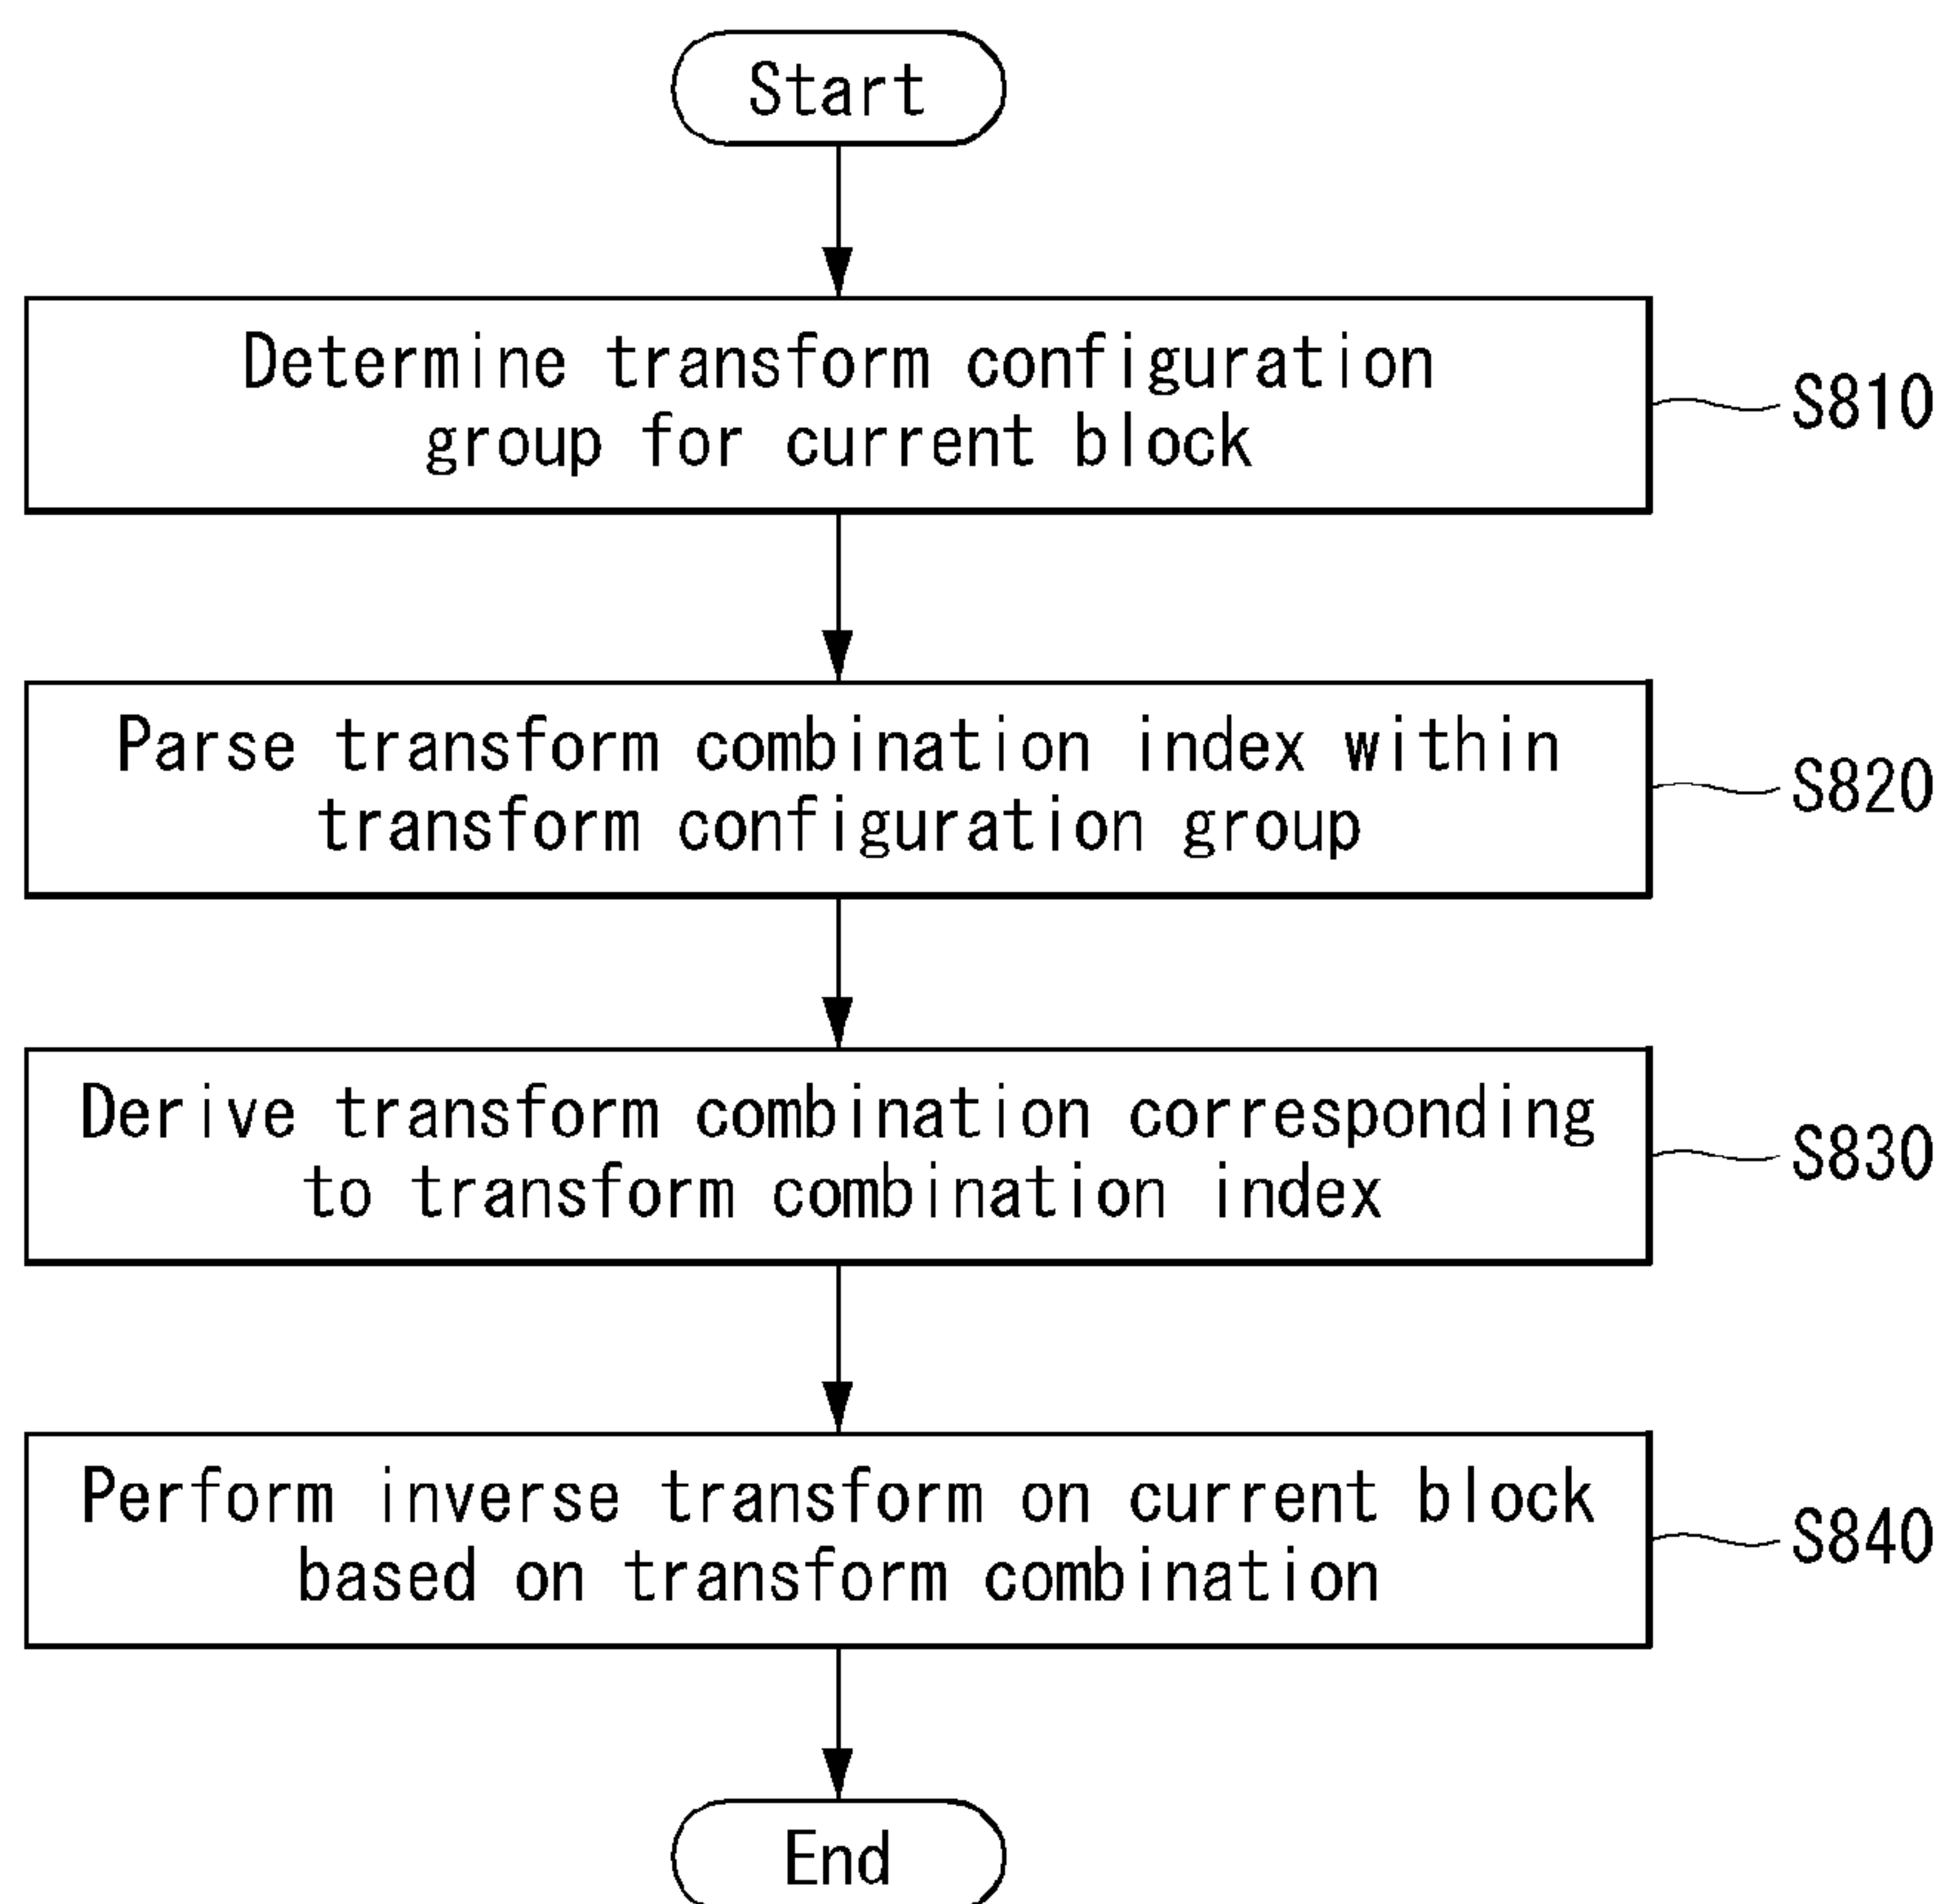 Start
Determine transform configuration
group for current block
S810
Parse transform combination index within
transform configuration group
S820
Derive transform combination corresponding
to transform combination index
S830
Perform inverse transform on current block
based on transform combination
S840
End